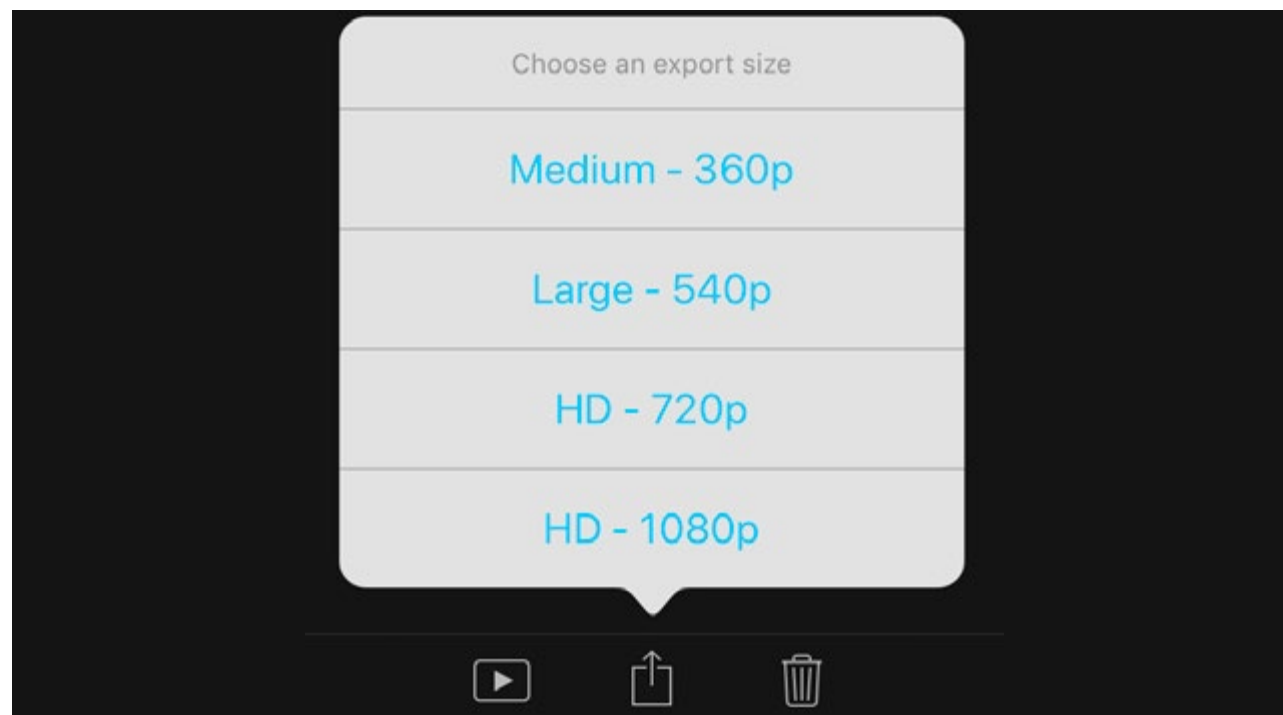 Choose an export size
Medium - 360p
Large - 540p
HD - 720p
HD - 1080p